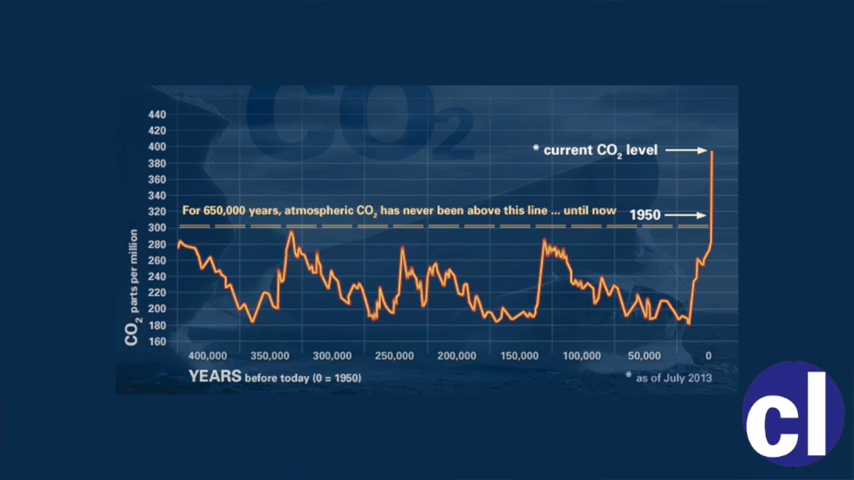 CO2
440
420
400
380
360
340
320
300
280
260
240
220
200
180
160
CO2 parts per million
* current CO2 level
For 650,000 years, atmospheric CO2 has never been above this line ... until now
1950
400,000 350,000 300,000 250,000 200,000 150,000 100,000 50,000 0
YEARS before today (0 = 1950)
* as of July 2013
cl